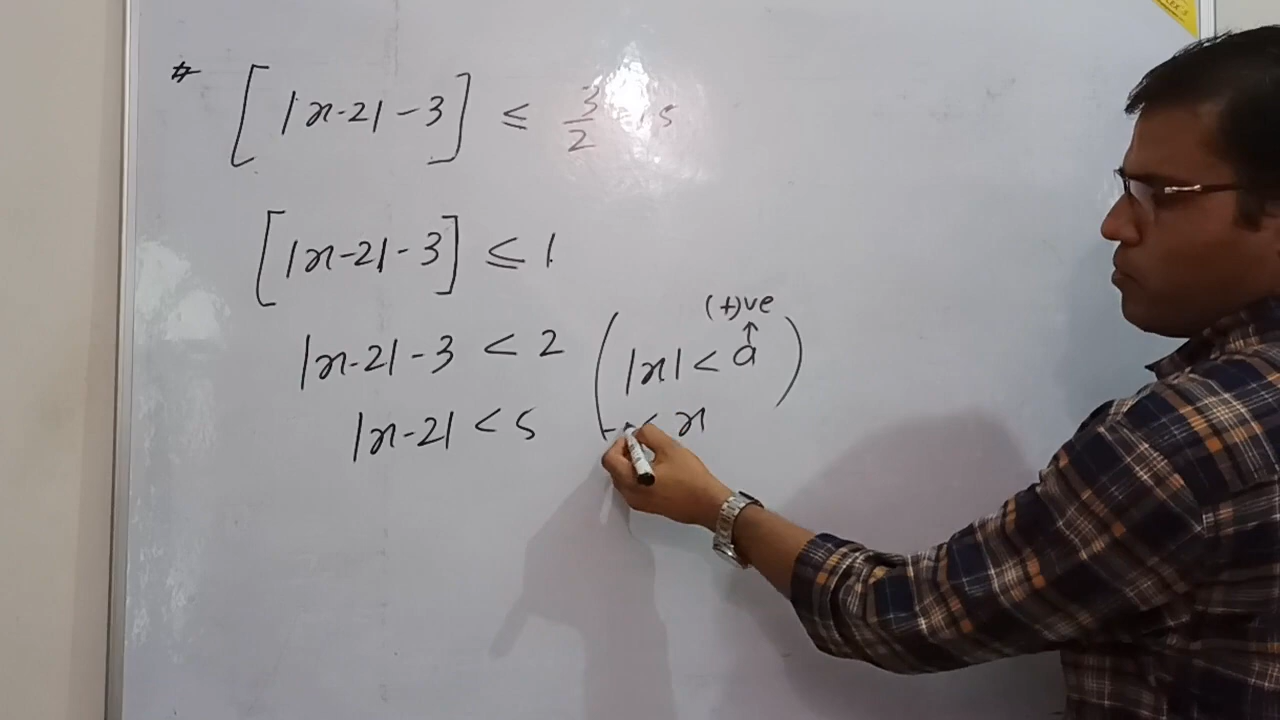 # [ |x-2| - 3 ] ≤ 3/2
[ |x-2| - 3 ] ≤ 1
(+)ve
↑
|x-2| - 3 < 2 ( |x| < a )
|x-2| < 5 - < x